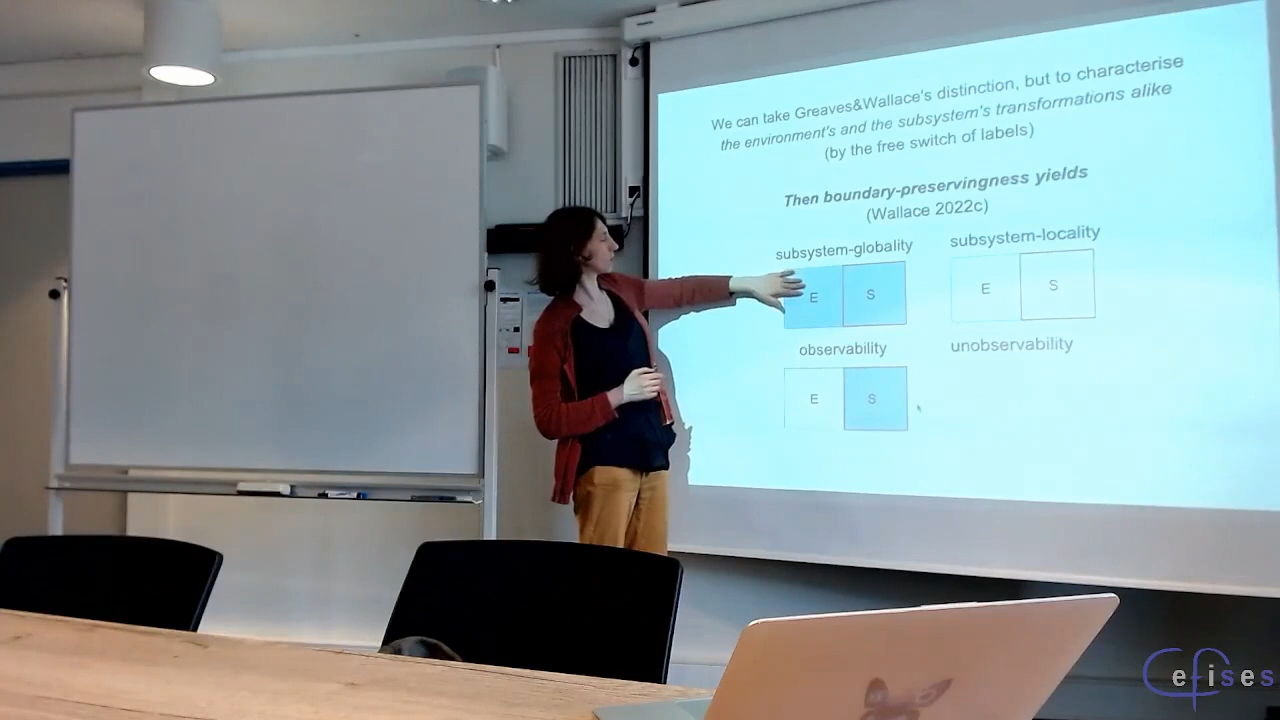 We can take Greaves&Wallace's distinction, but to characterise
the environment's and the subsystem's transformations alike
(by the free switch of labels)
Then boundary-preservingness yields
(Wallace 2022c)
subsystem-globality
subsystem-locality
E S
E S
observability
unobservability
E S
Cefises